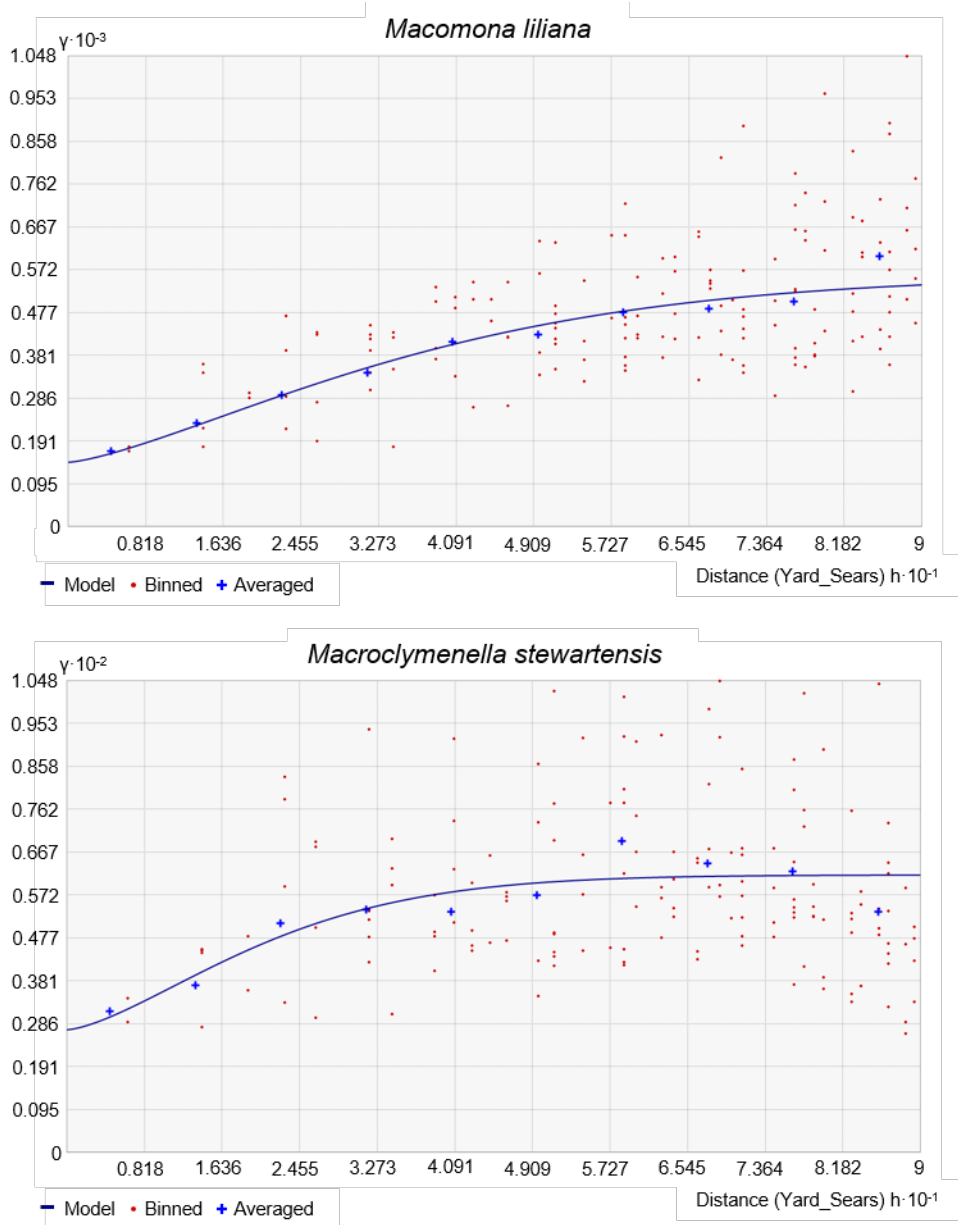 Macomona liliana
γ·10⁻³
1.048
0.953
0.858
0.762
0.667
0.572
0.477
0.381
0.286
0.191
0.095
0
0.818 1.636 2.455 3.273 4.091 4.909 5.727 6.545 7.364 8.182 9
Distance (Yard_Sears) h·10⁻¹
Model Binned Averaged
Macroclymenella stewartensis
γ·10⁻²
1.048
0.953
0.858
0.762
0.667
0.572
0.477
0.381
0.286
0.191
0.095
0
0.818 1.636 2.455 3.273 4.091 4.909 5.727 6.545 7.364 8.182 9
Distance (Yard_Sears) h·10⁻¹
Model Binned Averaged